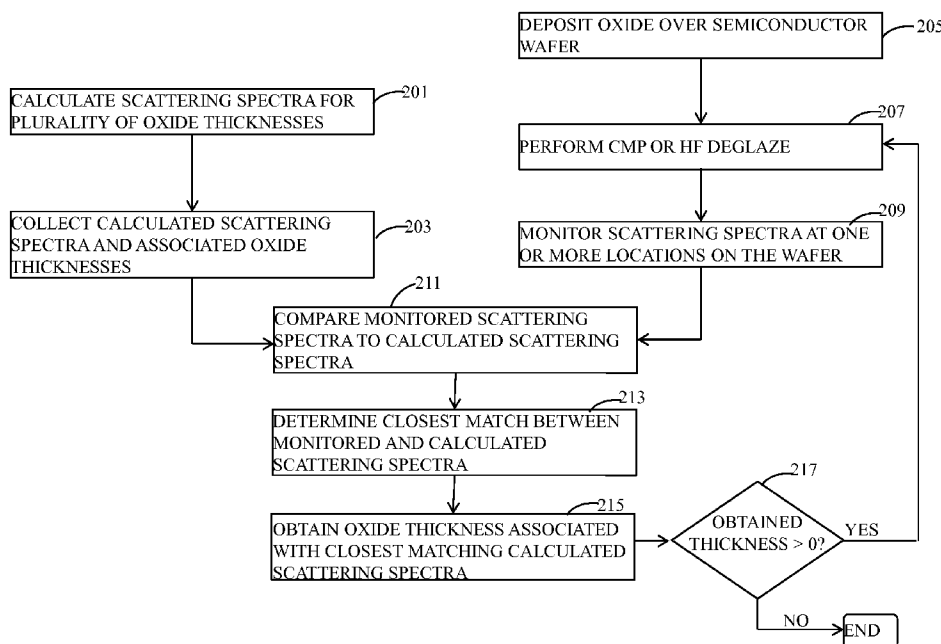 DEPOSIT OXIDE OVER SEMICONDUCTOR
WAFER
205
CALCULATE SCATTERING SPECTRA FOR
PLURALITY OF OXIDE THICKNESSES
201
PERFORM CMP OR HF DEGLAZE
207
COLLECT CALCULATED SCATTERING
SPECTRA AND ASSOCIATED OXIDE
THICKNESSES
203
MONITOR SCATTERING SPECTRA AT ONE
OR MORE LOCATIONS ON THE WAFER
209
211
COMPARE MONITORED SCATTERING
SPECTRA TO CALCULATED SCATTERING
SPECTRA
213
DETERMINE CLOSEST MATCH BETWEEN
MONITORED AND CALCULATED
SCATTERING SPECTRA
215
OBTAIN OXIDE THICKNESS ASSOCIATED
WITH CLOSEST MATCHING CALCULATED
SCATTERING SPECTRA
217
OBTAINED
THICKNESS > 0?
YES
NO
END